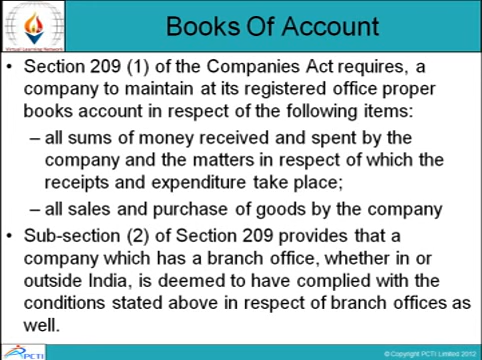 Books Of Account
Virtual Learning Network
• Section 209 (1) of the Companies Act requires, a
company to maintain at its registered office proper
books account in respect of the following items:
– all sums of money received and spent by the
company and the matters in respect of which the
receipts and expenditure take place;
– all sales and purchase of goods by the company
• Sub-section (2) of Section 209 provides that a
company which has a branch office, whether in or
outside India, is deemed to have complied with the
conditions stated above in respect of branch offices as
well.
PCTI
© Copyright PCTI Limited 2012